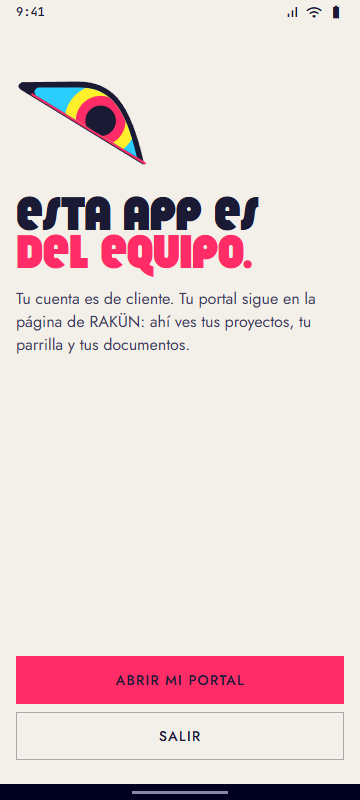 9:41
ESTA APP ES
DEL EQUIPO.
Tu cuenta es de cliente. Tu portal sigue en la
página de RAKÜN: ahí ves tus proyectos, tu
parrilla y tus documentos.
ABRIR MI PORTAL
SALIR